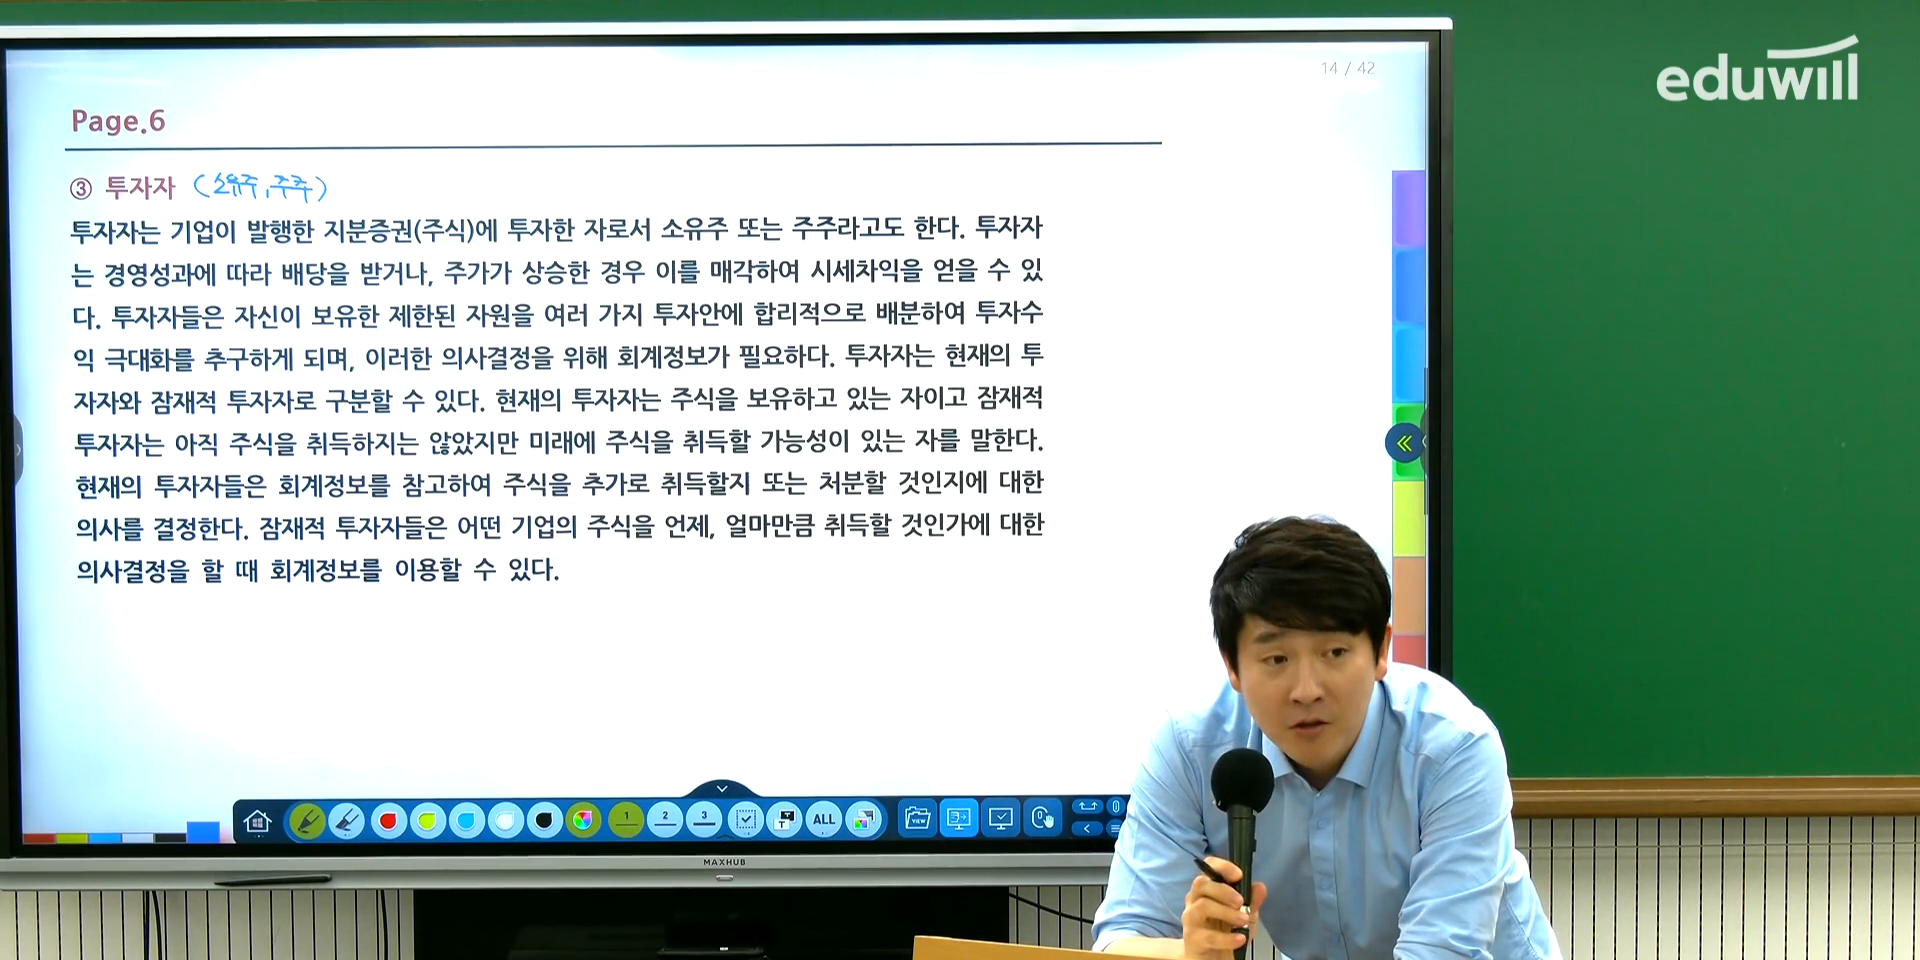 eduwill
14 / 42
Page.6
③ 투자자 (소유주, 주주)
투자자는 기업이 발행한 지분증권(주식)에 투자한 자로서 소유주 또는 주주라고도 한다. 투자자
는 경영성과에 따라 배당을 받거나, 주가가 상승한 경우 이를 매각하여 시세차익을 얻을 수 있
다. 투자자들은 자신이 보유한 제한된 자원을 여러 가지 투자안에 합리적으로 배분하여 투자수
익 극대화를 추구하게 되며, 이러한 의사결정을 위해 회계정보가 필요하다. 투자자는 현재의 투
자자와 잠재적 투자자로 구분할 수 있다. 현재의 투자자는 주식을 보유하고 있는 자이고 잠재적
투자자는 아직 주식을 취득하지는 않았지만 미래에 주식을 취득할 가능성이 있는 자를 말한다.
현재의 투자자들은 회계정보를 참고하여 주식을 추가로 취득할지 또는 처분할 것인지에 대한
의사를 결정한다. 잠재적 투자자들은 어떤 기업의 주식을 언제, 얼마만큼 취득할 것인가에 대한
의사결정을 할 때 회계정보를 이용할 수 있다.
1 2 3 ALL VIEW
MAXHUB